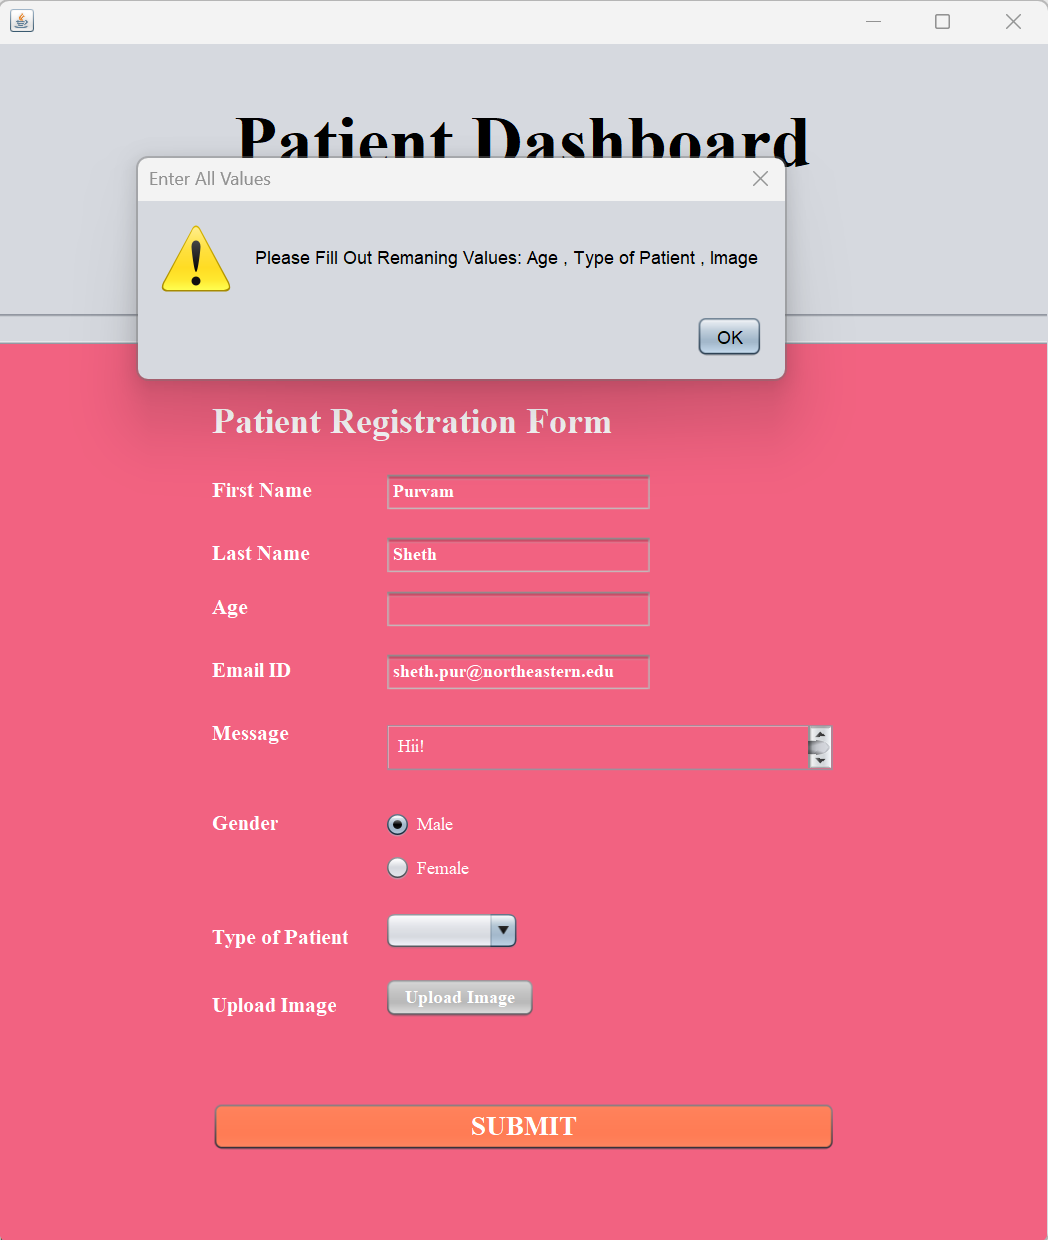 Patient Dashboard
Enter All Values
Please Fill Out Remaning Values: Age , Type of Patient , Image
OK
Patient Registration Form
First Name Purvam
Last Name Sheth
Age
Email ID sheth.pur@northeastern.edu
Message Hii!
Gender Male
Female
Type of Patient
Upload Image Upload Image
SUBMIT